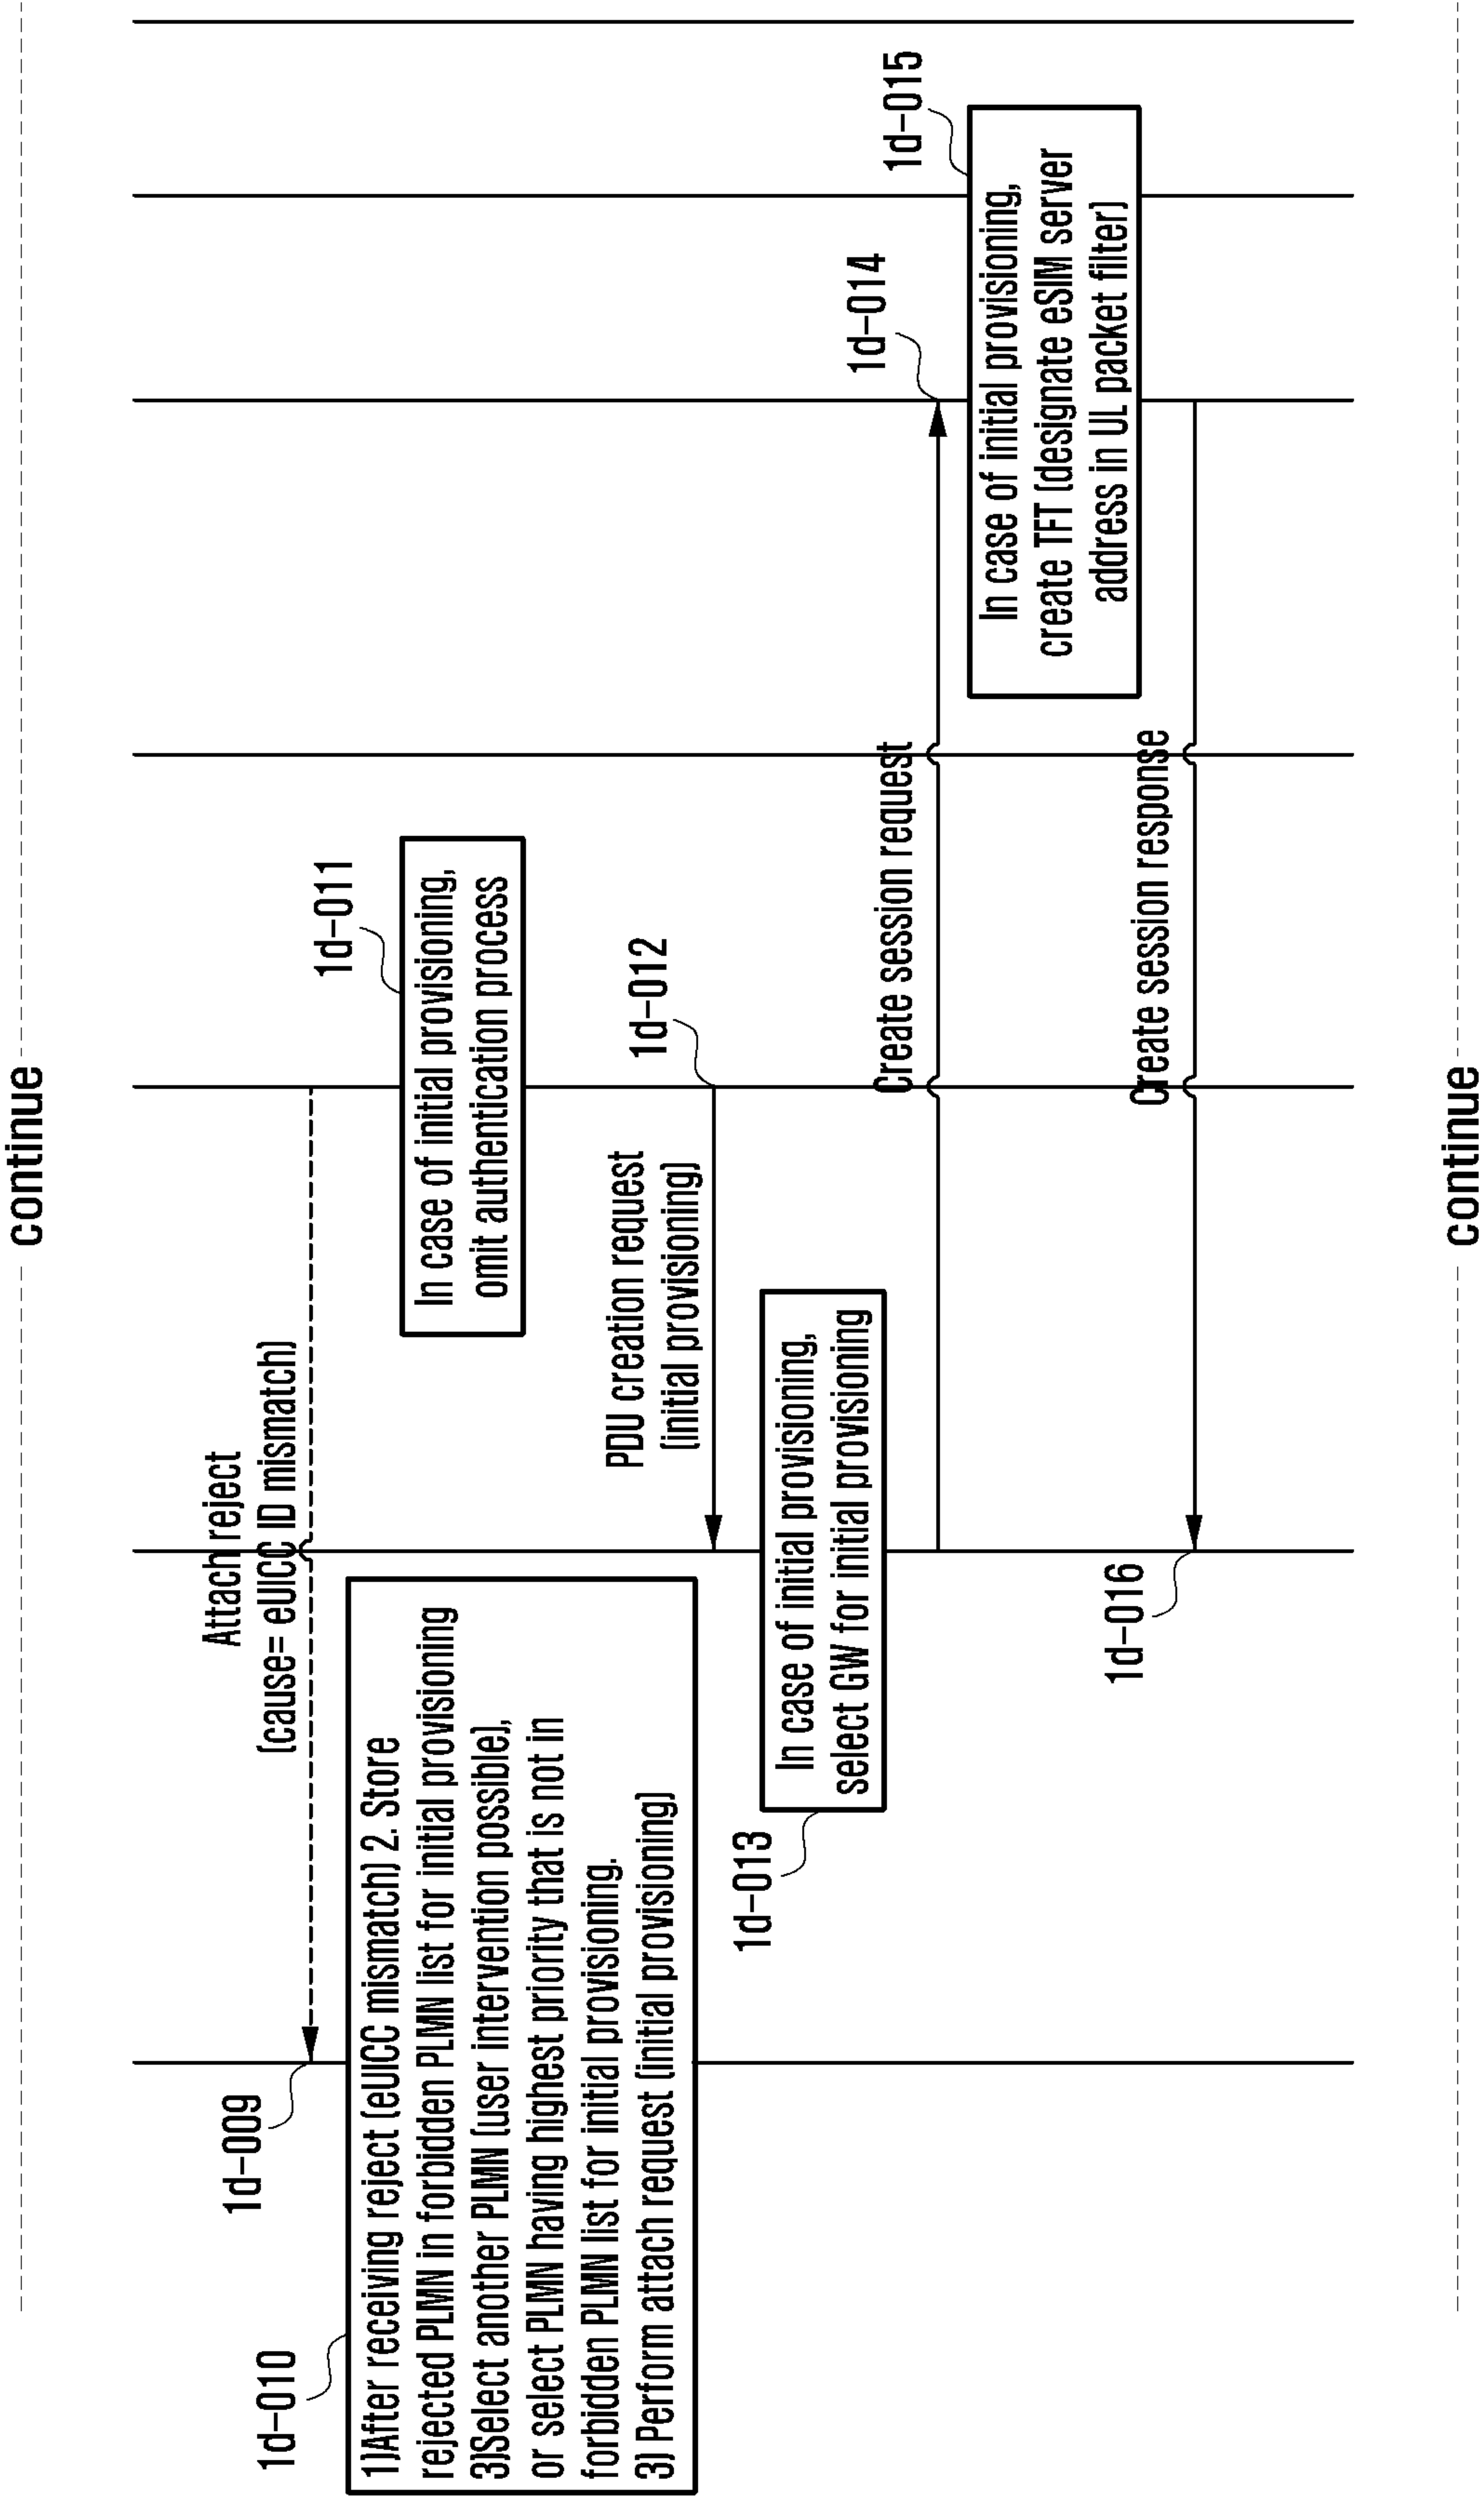 continue
Attach reject
(cause= eUICC ID mismatch)
1d-009
1d-010
1)After receiving reject (eUICC mismatch) 2. Store
rejected PLMN in forbidden PLMN list for initial provisioning
3)Select another PLMN (user intervention possible),
or select PLMN having highest priority that is not in
forbidden PLMN list for initial provisioning.
3) Perform attach request (initial provisioning)
1d-011
In case of initial provisioning,
omit authentication process
1d-012
PDU creation request
(initial provisioning)
1d-013
In case of initial provisioning,
select GW for initial provisioning
1d-014
Create session request
1d-015
In case of initial provisioning,
create TFT (designate eSIM server
address in UL packet filter)
Create session response
1d-016
continue